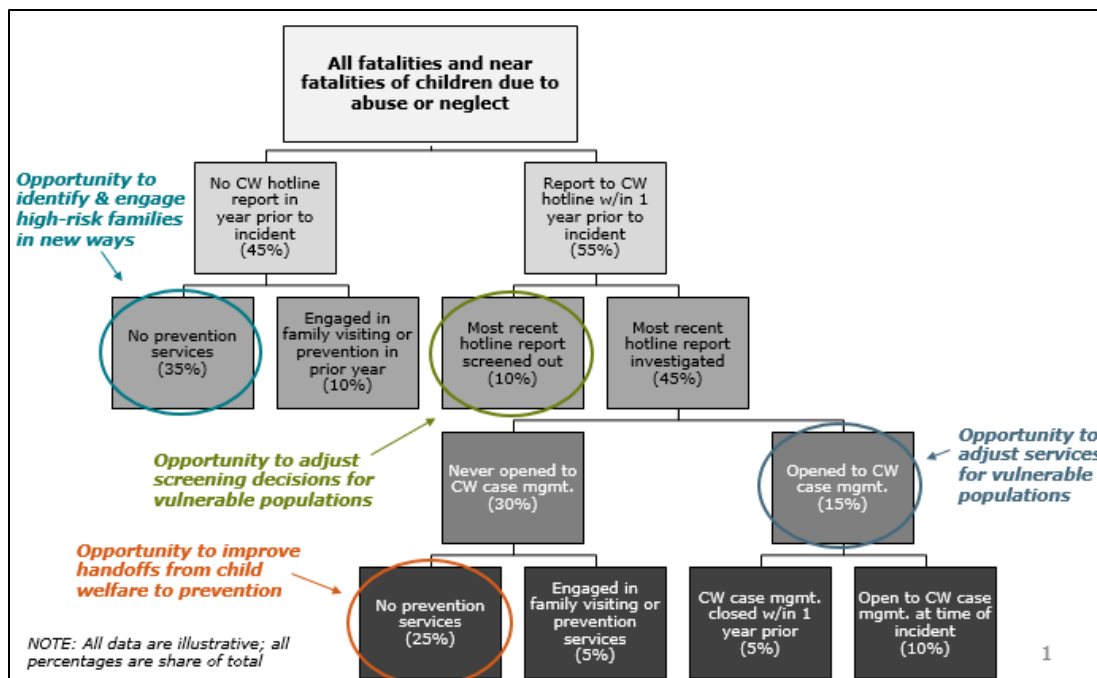 All fatalities and near
fatalities of children due to
abuse or neglect
Opportunity to
identify & engage
high-risk families
in new ways
No CW hotline
report in
year prior to
incident
(45%)
Report to CW
hotline w/in 1
year prior to
incident
(55%)
No prevention
services
(35%)
Engaged in
family visiting or
prevention in
prior year
(10%)
Most recent
hotline report
screened out
(10%)
Most recent
hotline report
investigated
(45%)
Opportunity to adjust
screening decisions for
vulnerable populations
Never opened to
CW case mgmt.
(30%)
Opened to CW
case mgmt.
(15%)
Opportunity to
adjust services
for vulnerable
populations
Opportunity to improve
handoffs from child
welfare to prevention
No prevention
services
(25%)
Engaged in
family visiting or
prevention
services
(5%)
CW case mgmt.
closed w/in 1
year prior
(5%)
Open to CW
case mgmt. at
time of
incident
(10%)
NOTE: All data are illustrative; all
percentages are share of total
1